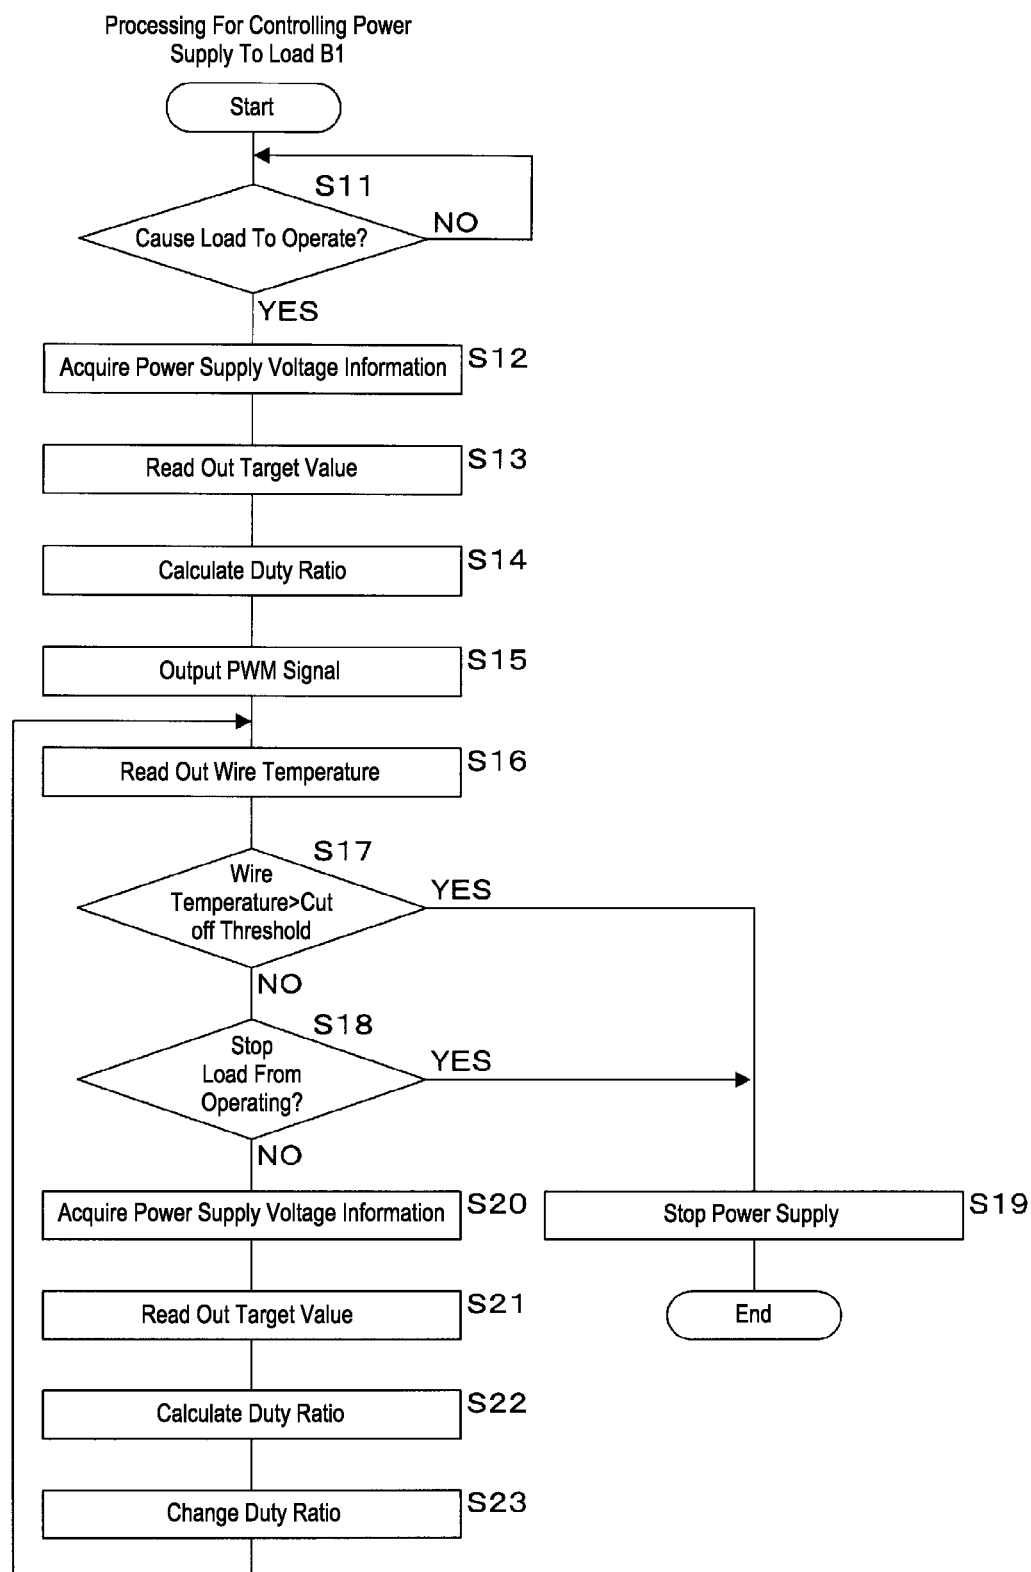 Processing For Controlling Power
Supply To Load B1
Start
S11
Cause Load To Operate?
NO
YES
Acquire Power Supply Voltage Information
S12
Read Out Target Value
S13
Calculate Duty Ratio
S14
Output PWM Signal
S15
Read Out Wire Temperature
S16
S17
Wire
Temperature>Cut
off Threshold
YES
NO
S18
Stop
Load From
Operating?
YES
NO
Acquire Power Supply Voltage Information
S20
Stop Power Supply
S19
Read Out Target Value
S21
End
Calculate Duty Ratio
S22
Change Duty Ratio
S23